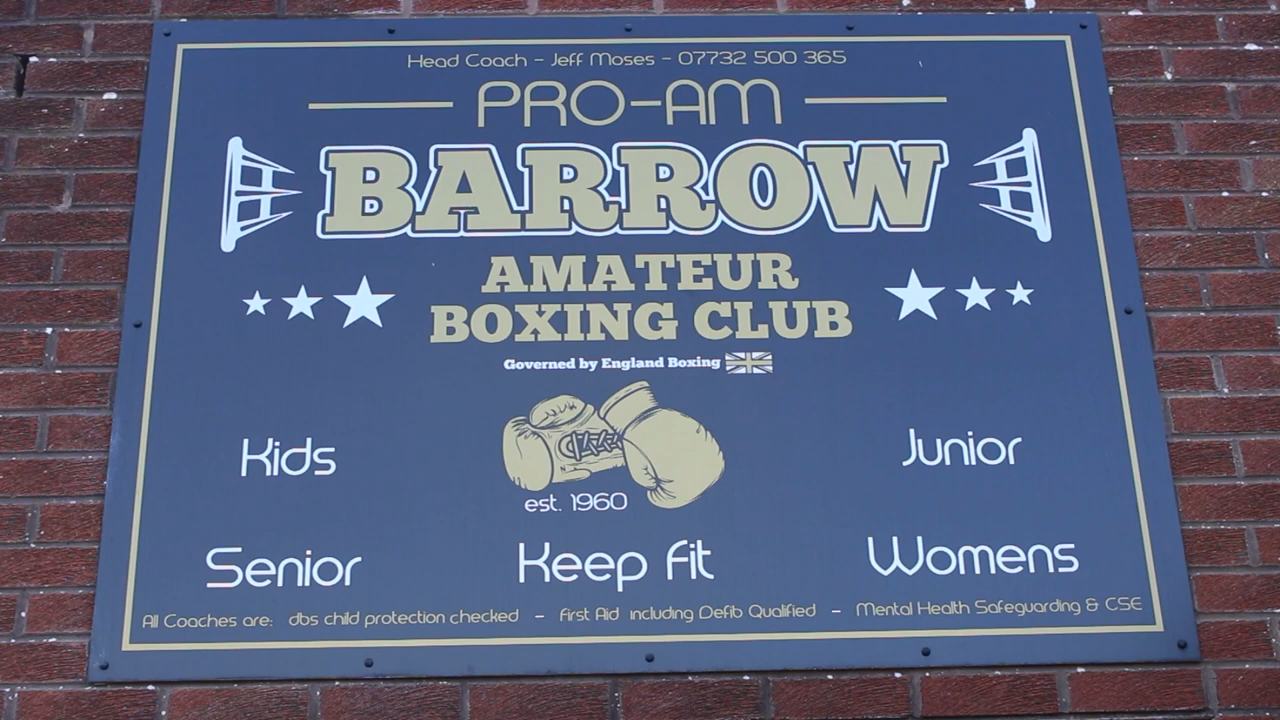 Head Coach - Jeff Moses - 07732 500 365
PRO-AM
BARROW
AMATEUR
BOXING CLUB
Governed by England Boxing
Kids
Junior
est. 1960
Senior
Keep Fit
Womens
All Coaches are: dbs child protection checked - First Aid including Defib Qualified - Mental Health Safeguarding & CSE